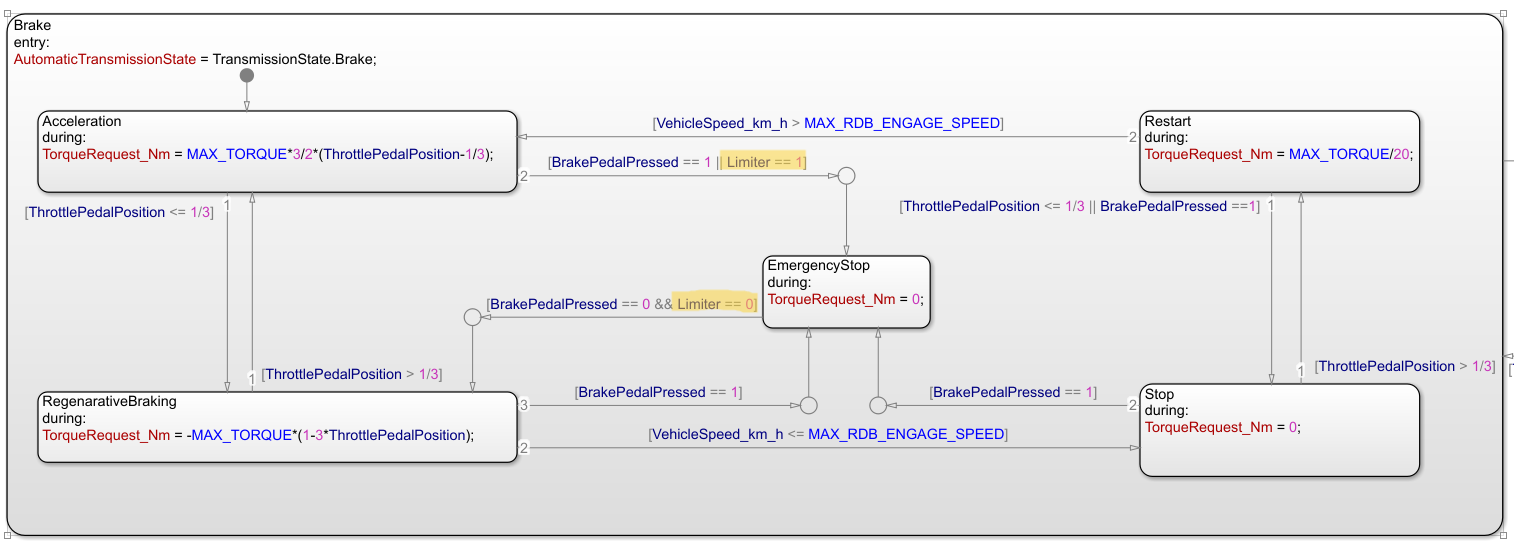 Brake
entry:
AutomaticTransmissionState = TransmissionState.Brake;
Acceleration
during:
TorqueRequest_Nm = MAX_TORQUE*3/2*(ThrottlePedalPosition-1/3);
[VehicleSpeed_km_h > MAX_RDB_ENGAGE_SPEED]
2
Restart
during:
TorqueRequest_Nm = MAX_TORQUE/20;
[BrakePedalPressed == 1 || Limiter == 1]
2
[ThrottlePedalPosition <= 1/3]
1
[ThrottlePedalPosition <= 1/3 || BrakePedalPressed ==1]
1
EmergencyStop
during:
TorqueRequest_Nm = 0;
[BrakePedalPressed == 0 && Limiter == 0]
[ThrottlePedalPosition > 1/3]
1
[ThrottlePedalPosition > 1/3]
1
[
RegenarativeBraking
during:
TorqueRequest_Nm = -MAX_TORQUE*(1-3*ThrottlePedalPosition);
3
[BrakePedalPressed == 1]
[BrakePedalPressed == 1]
2
Stop
during:
TorqueRequest_Nm = 0;
[VehicleSpeed_km_h <= MAX_RDB_ENGAGE_SPEED]
2